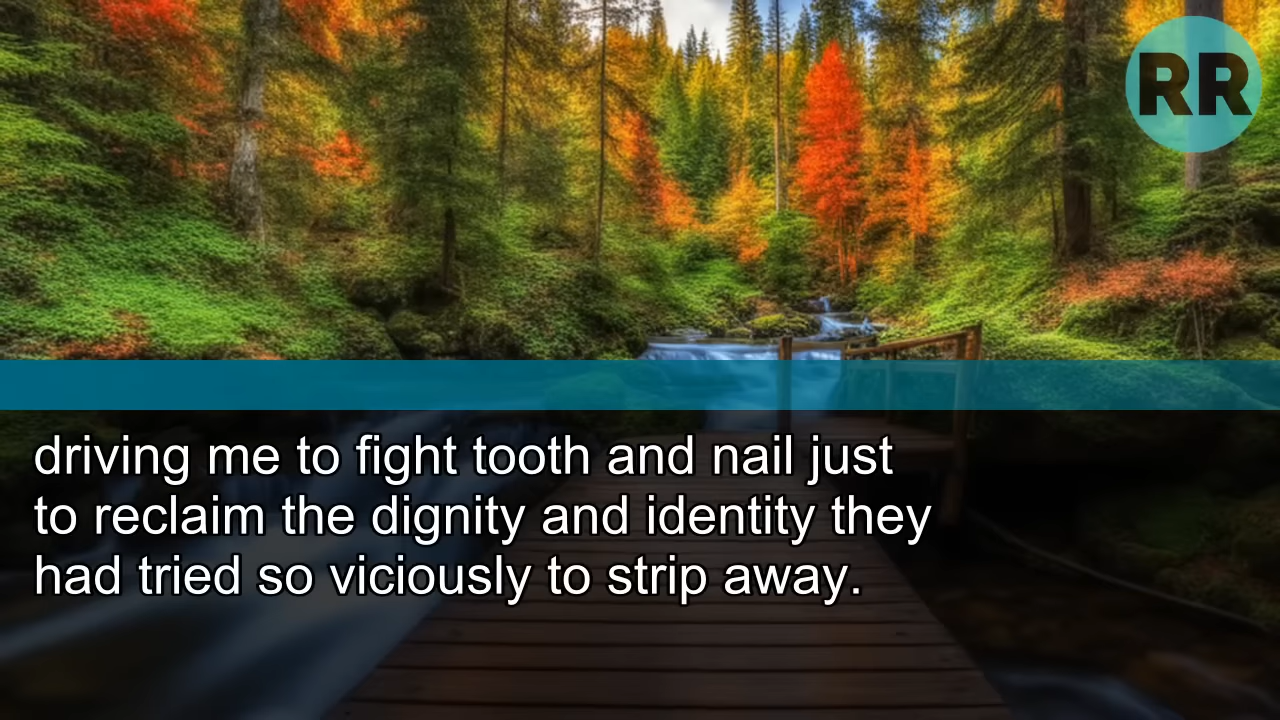 RR
driving me to fight tooth and nail just
to reclaim the dignity and identity they
had tried so viciously to strip away.